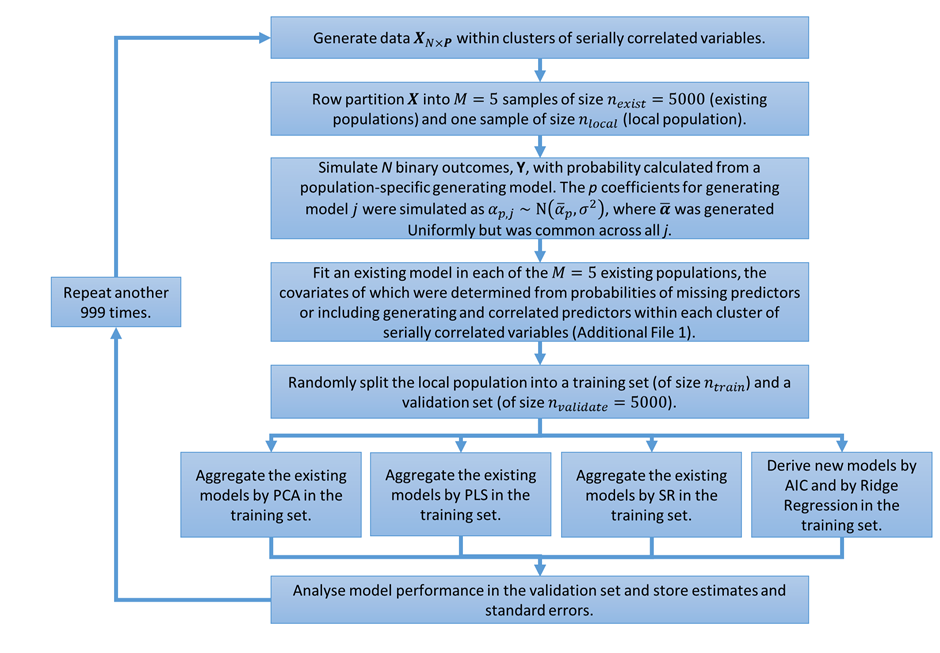 Generate data X_{N×P} within clusters of serially correlated variables.
Row partition X into M = 5 samples of size n_{exist} = 5000 (existing
populations) and one sample of size n_{local} (local population).
Simulate N binary outcomes, Y, with probability calculated from a
population-specific generating model. The p coefficients for generating
model j were simulated as α_{p,j} ~ N(ᾱ_p, σ²), where ᾱ was generated
Uniformly but was common across all j.
Fit an existing model in each of the M = 5 existing populations, the
covariates of which were determined from probabilities of missing predictors
or including generating and correlated predictors within each cluster of
serially correlated variables (Additional File 1).
Repeat another
999 times.
Randomly split the local population into a training set (of size n_{train}) and a
validation set (of size n_{validate} = 5000).
Aggregate the existing
models by PCA in the
training set.
Aggregate the existing
models by PLS in the
training set.
Aggregate the existing
models by SR in the
training set.
Derive new models by
AIC and by Ridge
Regression in the
training set.
Analyse model performance in the validation set and store estimates and
standard errors.